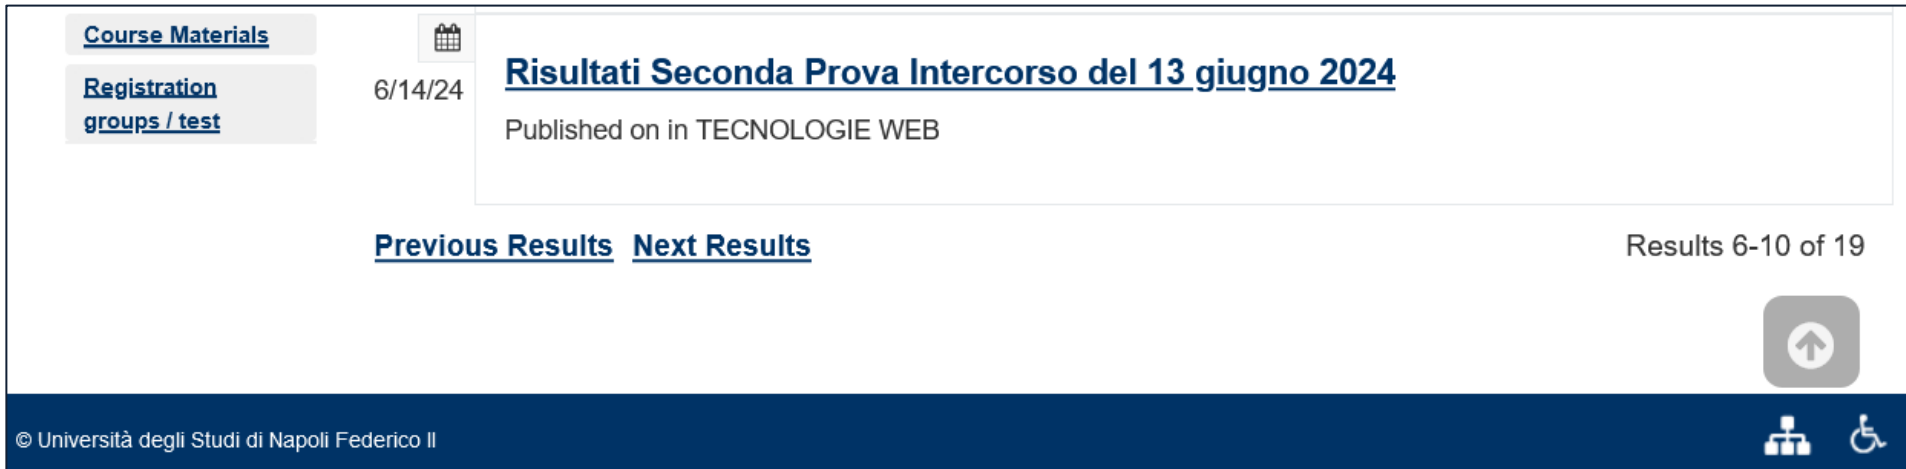 Course Materials
Registration
groups / test
6/14/24
Risultati Seconda Prova Intercorso del 13 giugno 2024
Published on in TECNOLOGIE WEB
Previous Results Next Results
Results 6-10 of 19
© Università degli Studi di Napoli Federico II